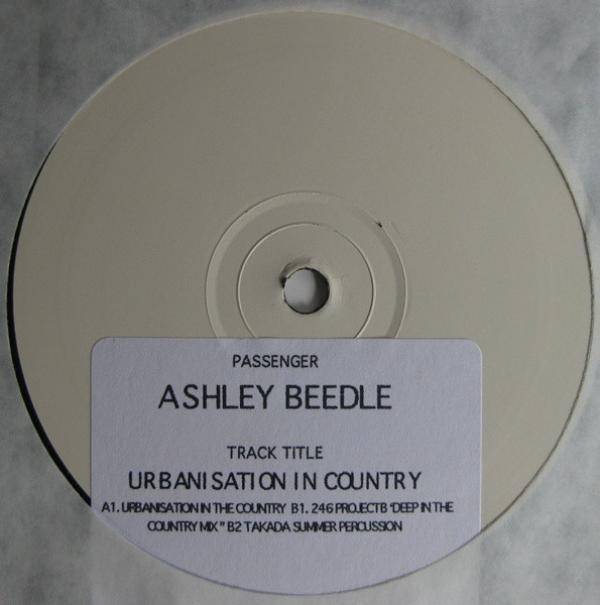 PASSENGER
ASHLEY BEEDLE
TRACK TITLE
URBANISATION IN COUNTRY
A1. URBANISATION IN THE COUNTRY B1. 246 PROJECTB "DEEP IN THE
COUNTRY MIX" B2 TAKADA SUMMER PERCUSSION